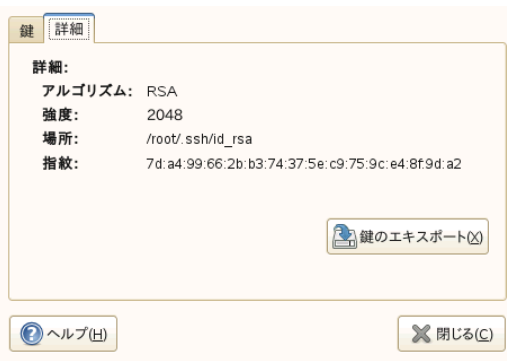 鍵 詳細
詳細:
アルゴリズム: RSA
強度: 2048
場所: /root/.ssh/id_rsa
指紋: 7d:a4:99:66:2b:b3:74:37:5e:c9:75:9c:e4:8f:9d:a2
鍵のエキスポート(X)
ヘルプ(H) 閉じる(C)